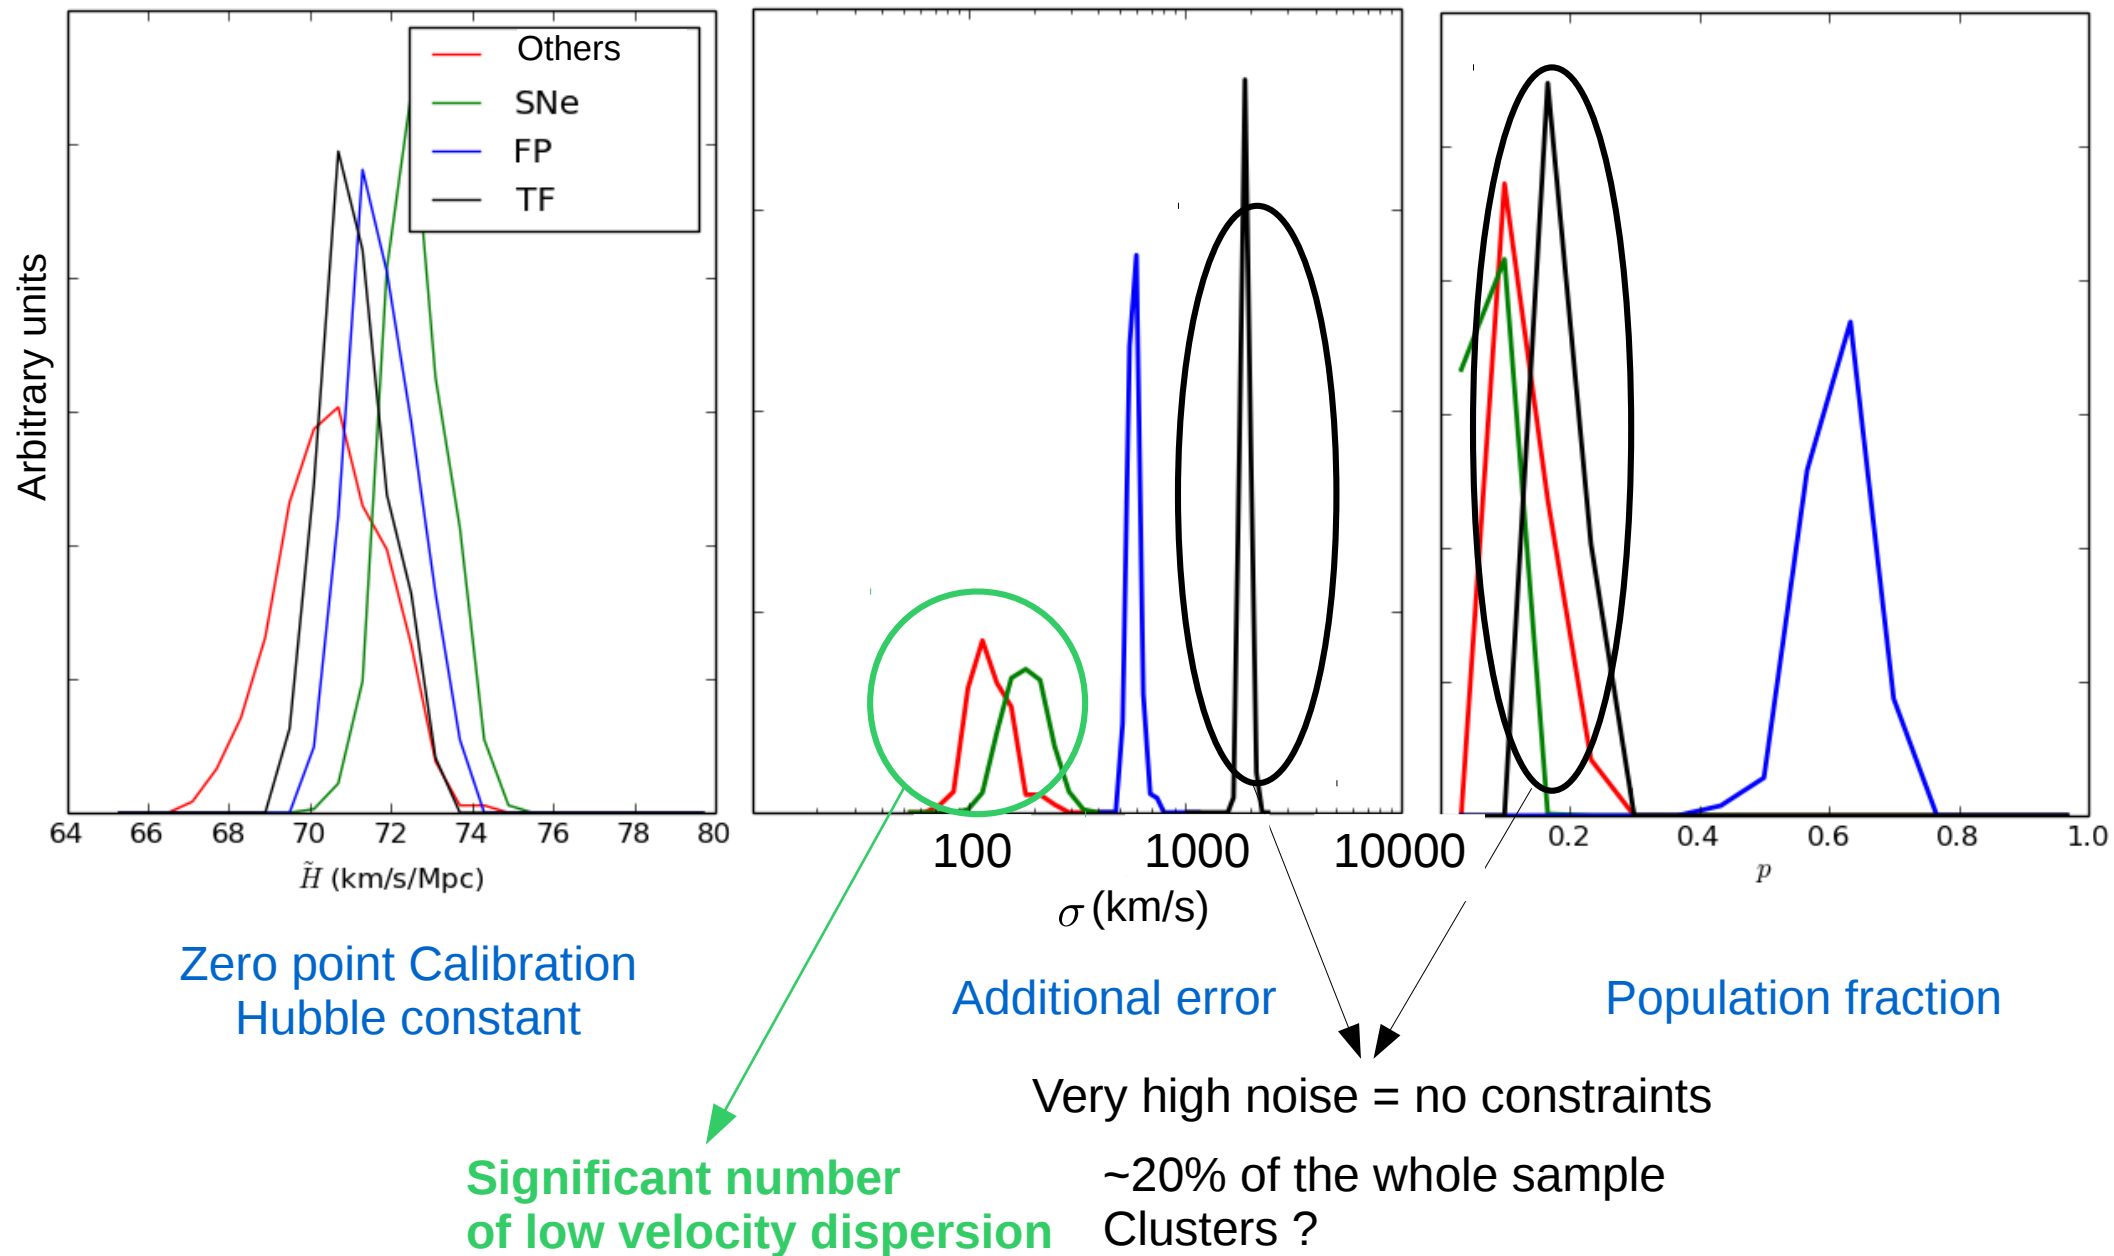 Others
SNe
FP
TF
Arbitrary units
64 66 68 70 72 74 76 78 80
H̃ (km/s/Mpc)
100 1000 10000
σ (km/s)
0.2 0.4 0.6 0.8 1.0
p
Zero point Calibration
Hubble constant
Additional error
Population fraction
Very high noise = no constraints
~20% of the whole sample
Clusters ?
Significant number
of low velocity dispersion